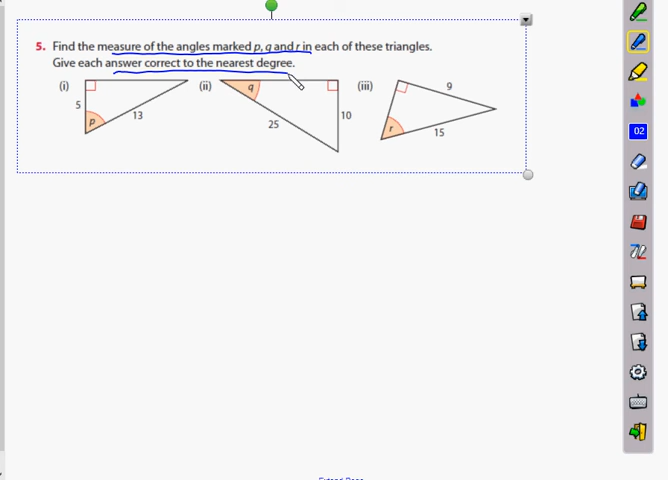 5. Find the measure of the angles marked p, q and r in each of these triangles.
Give each answer correct to the nearest degree.
(i) (ii) (iii)
5 13 p
q 25 10
9 15 r
02